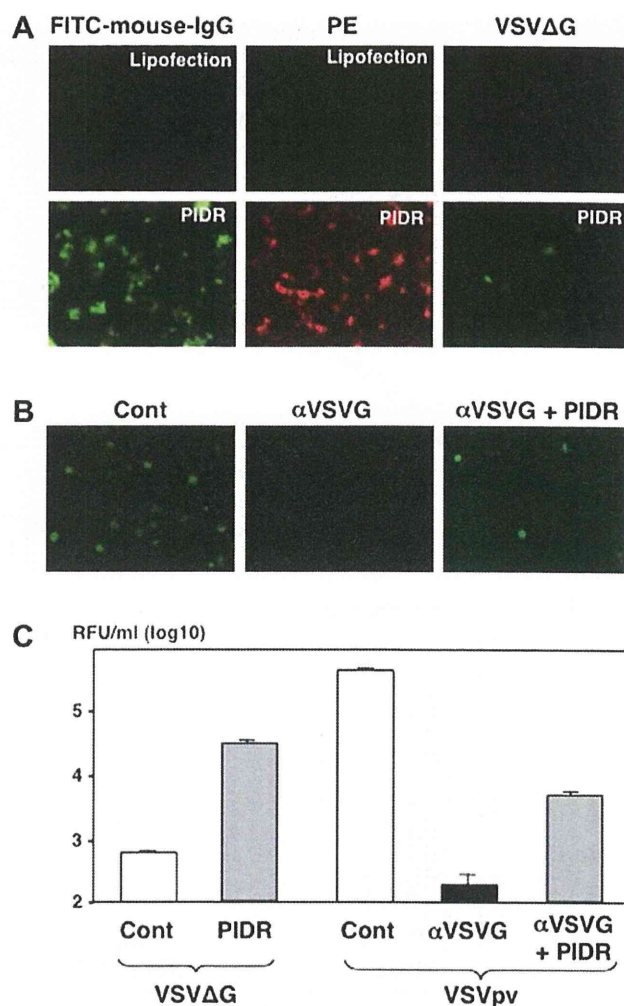 A
FITC-mouse-IgG PE VSVΔG
Lipofection Lipofection
PIDR PIDR PIDR
B
Cont αVSVG αVSVG + PIDR
C
RFU/ml (log10)
5
4
3
2
Cont PIDR Cont αVSVG αVSVG
+ PIDR
VSVΔG VSVpv